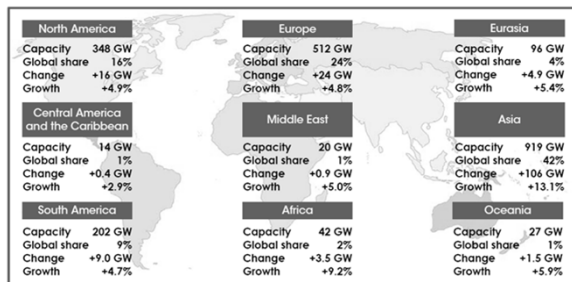 North America
Capacity 348 GW
Global share 16%
Change +16 GW
Growth +4.9%
Europe
Capacity 512 GW
Global share 24%
Change +24 GW
Growth +4.8%
Eurasia
Capacity 96 GW
Global share 4%
Change +4.9 GW
Growth +5.4%
Central America
and the Caribbean
Capacity 14 GW
Global share 1%
Change +0.4 GW
Growth +2.9%
Middle East
Capacity 20 GW
Global share 1%
Change +0.9 GW
Growth +5.0%
Asia
Capacity 919 GW
Global share 42%
Change +106 GW
Growth +13.1%
South America
Capacity 202 GW
Global share 9%
Change +9.0 GW
Growth +4.7%
Africa
Capacity 42 GW
Global share 2%
Change +3.5 GW
Growth +9.2%
Oceania
Capacity 27 GW
Global share 1%
Change +1.5 GW
Growth +5.9%